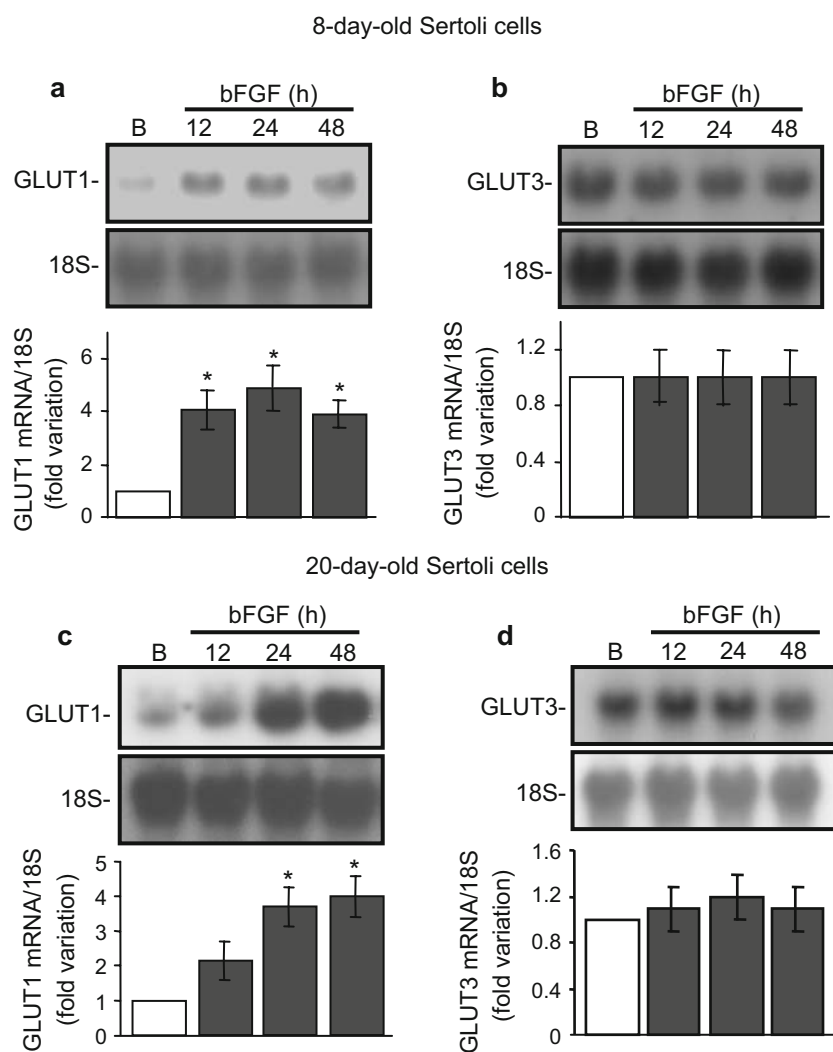 8-day-old Sertoli cells
a
bFGF (h)
B 12 24 48
GLUT1-
18S-
GLUT1 mRNA/18S
(fold variation)
6
4
2
0
* * *
b
bFGF (h)
B 12 24 48
GLUT3-
18S-
GLUT3 mRNA/18S
(fold variation)
1.2
0.8
0.4
0
20-day-old Sertoli cells
c
bFGF (h)
B 12 24 48
GLUT1-
18S-
GLUT1 mRNA/18S
(fold variation)
5
4
3
2
1
0
* *
d
bFGF (h)
B 12 24 48
GLUT3-
18S-
GLUT3 mRNA/18S
(fold variation)
1.6
1.2
0.8
0.4
0